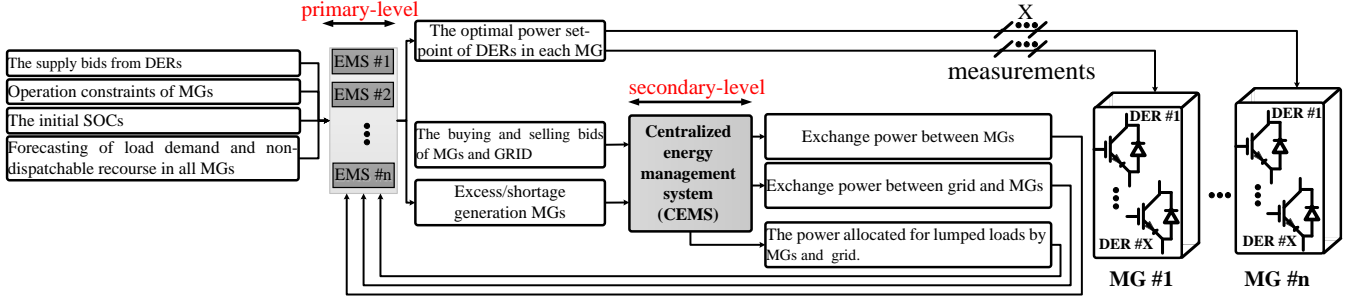 primary-level
The supply bids from DERs
Operation constraints of MGs
The initial SOCs
Forecasting of load demand and non-
dispatchable recourse in all MGs
EMS #1
EMS #2
EMS #n
The optimal power set-
point of DERs in each MG
The buying and selling bids
of MGs and GRID
Excess/shortage
generation MGs
secondary-level
Centralized
energy
management
system
(CEMS)
Exchange power between MGs
Exchange power between grid and MGs
The power allocated for lumped loads by
MGs and grid.
X
measurements
DER #1
DER #X
MG #1
DER #1
DER #X
MG #n